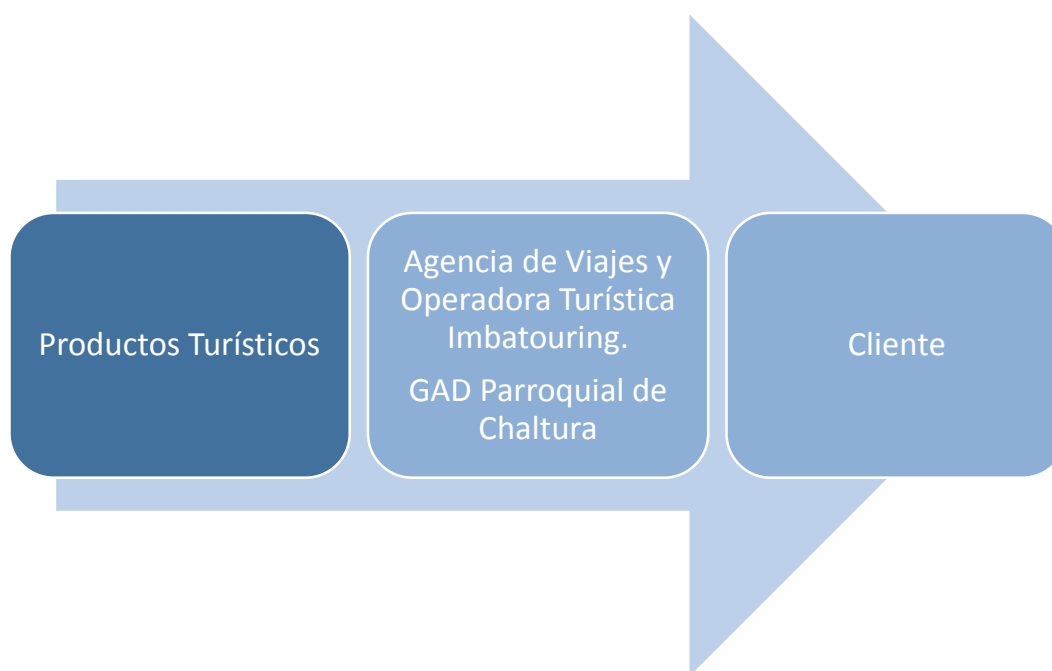 Productos Turísticos
Agencia de Viajes y
Operadora Turística
Imbatouring.
GAD Parroquial de
Chaltura
Cliente